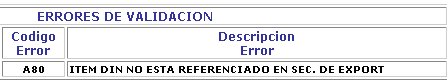 ERRORES DE VALIDACION
Codigo Error
Descripcion Error
A80 ITEM DIN NO ESTA REFERENCIADO EN SEC. DE EXPORT